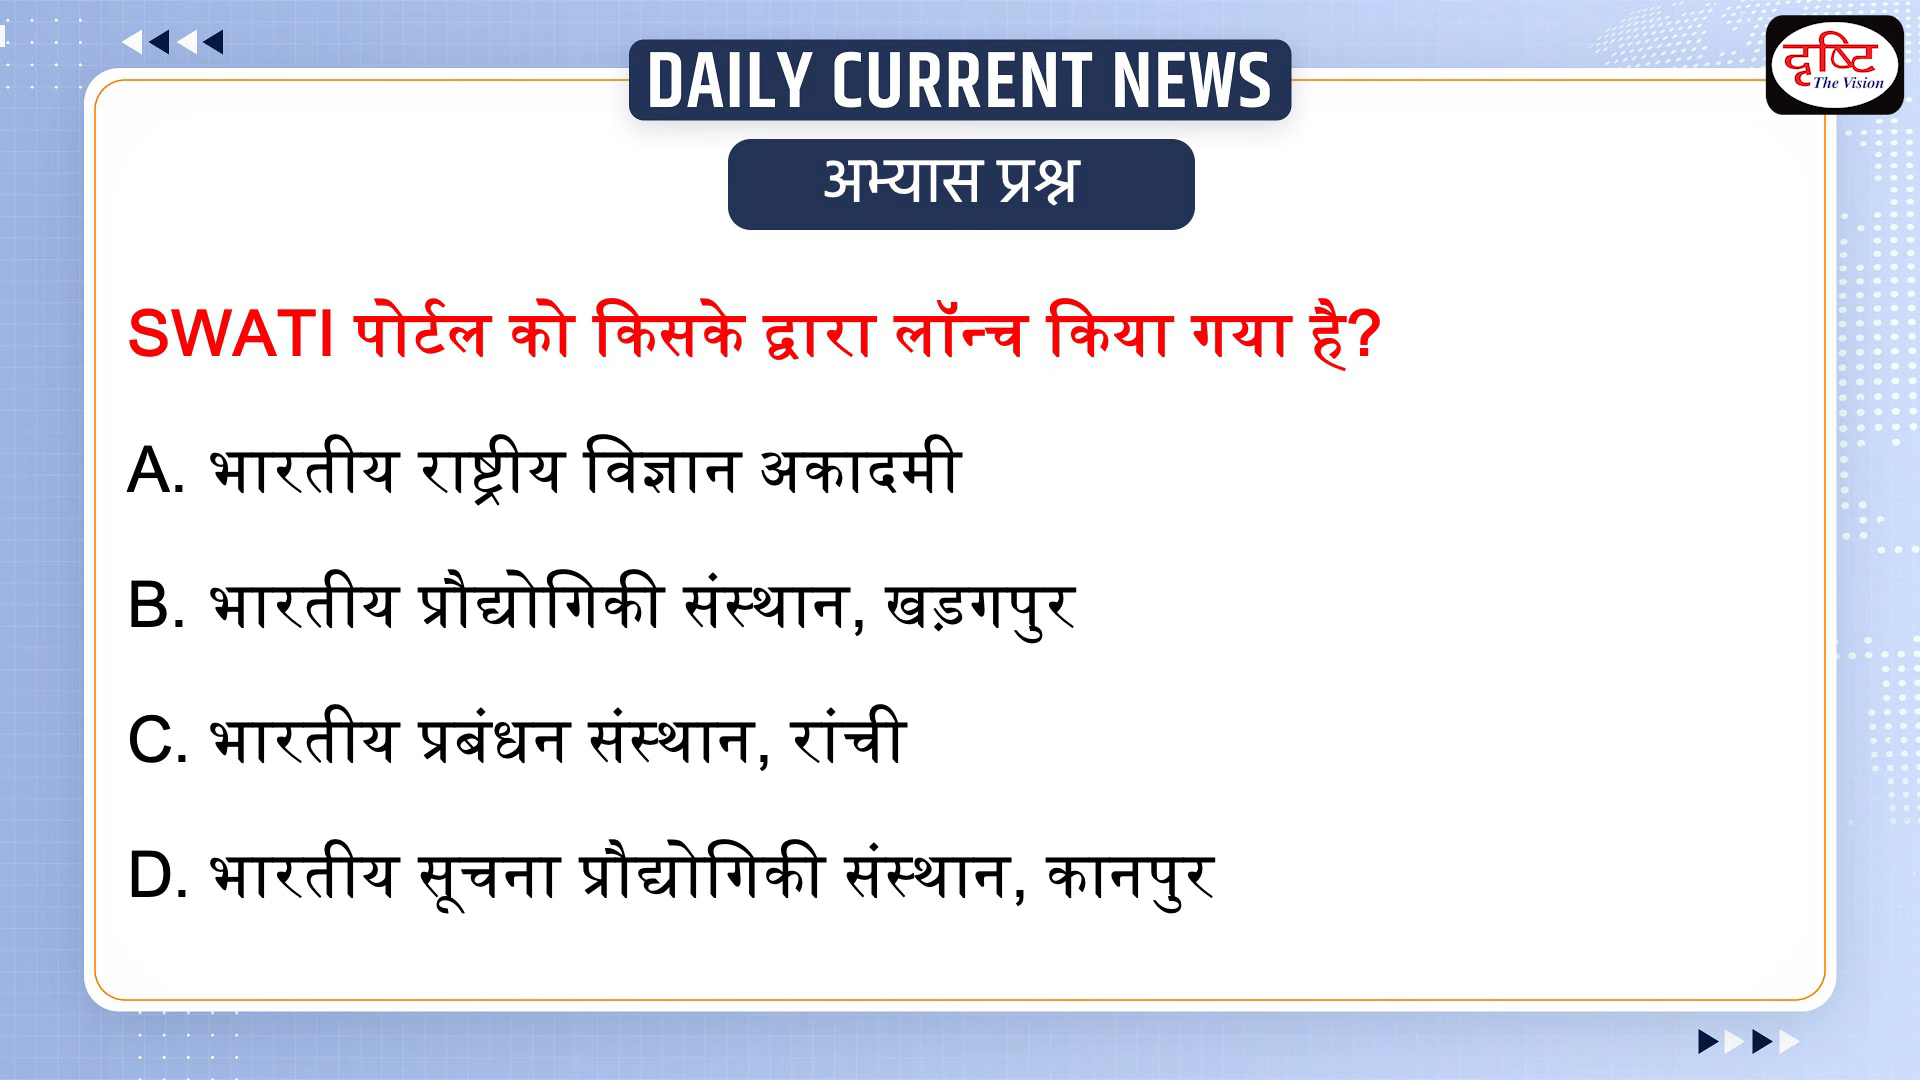 DAILY CURRENT NEWS
दृष्टि
The Vision
अभ्यास प्रश्न
SWATI पोर्टल को किसके द्वारा लॉन्च किया गया है?
A. भारतीय राष्ट्रीय विज्ञान अकादमी
B. भारतीय प्रौद्योगिकी संस्थान, खड़गपुर
C. भारतीय प्रबंधन संस्थान, रांची
D. भारतीय सूचना प्रौद्योगिकी संस्थान, कानपुर